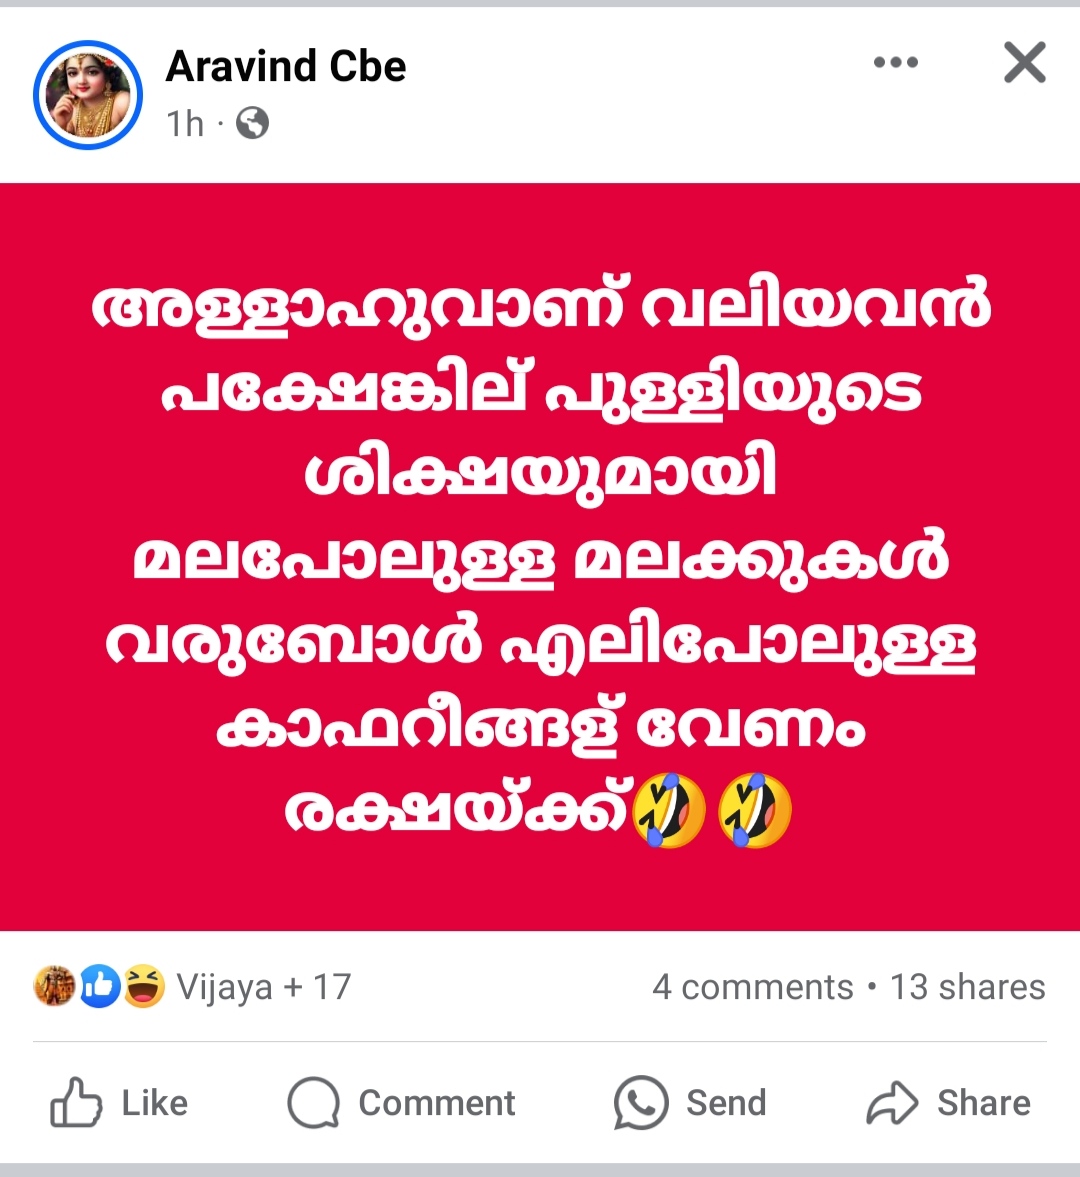 Aravind Cbe
1h ·
അള്ളാഹുവാണ് വലിയവൻ
പക്ഷേങ്കില് പുള്ളിയുടെ
ശിക്ഷയുമായി
മലപോലുള്ള മലക്കുകൾ
വരുബോൾ എലിപോലുള്ള
കാഫറീങ്ങള് വേണം
രക്ഷയ്ക്ക്🤣🤣
Vijaya + 17
4 comments • 13 shares
Like
Comment
Send
Share